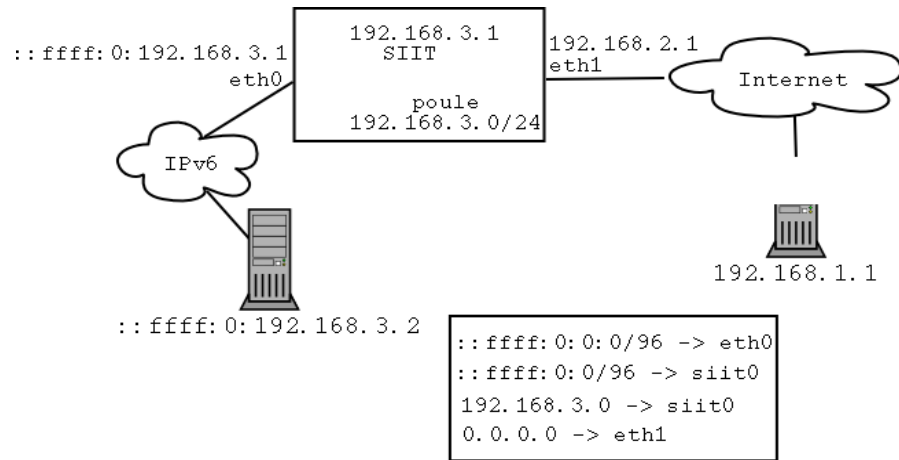 192.168.3.1
SIIT
::ffff:0:192.168.3.1
eth0
192.168.2.1
eth1
Internet
poule
192.168.3.0/24
IPv6
192.168.1.1
::ffff:0:192.168.3.2
::ffff:0:0:0/96 -> eth0
::ffff:0:0/96 -> siit0
192.168.3.0 -> siit0
0.0.0.0 -> eth1